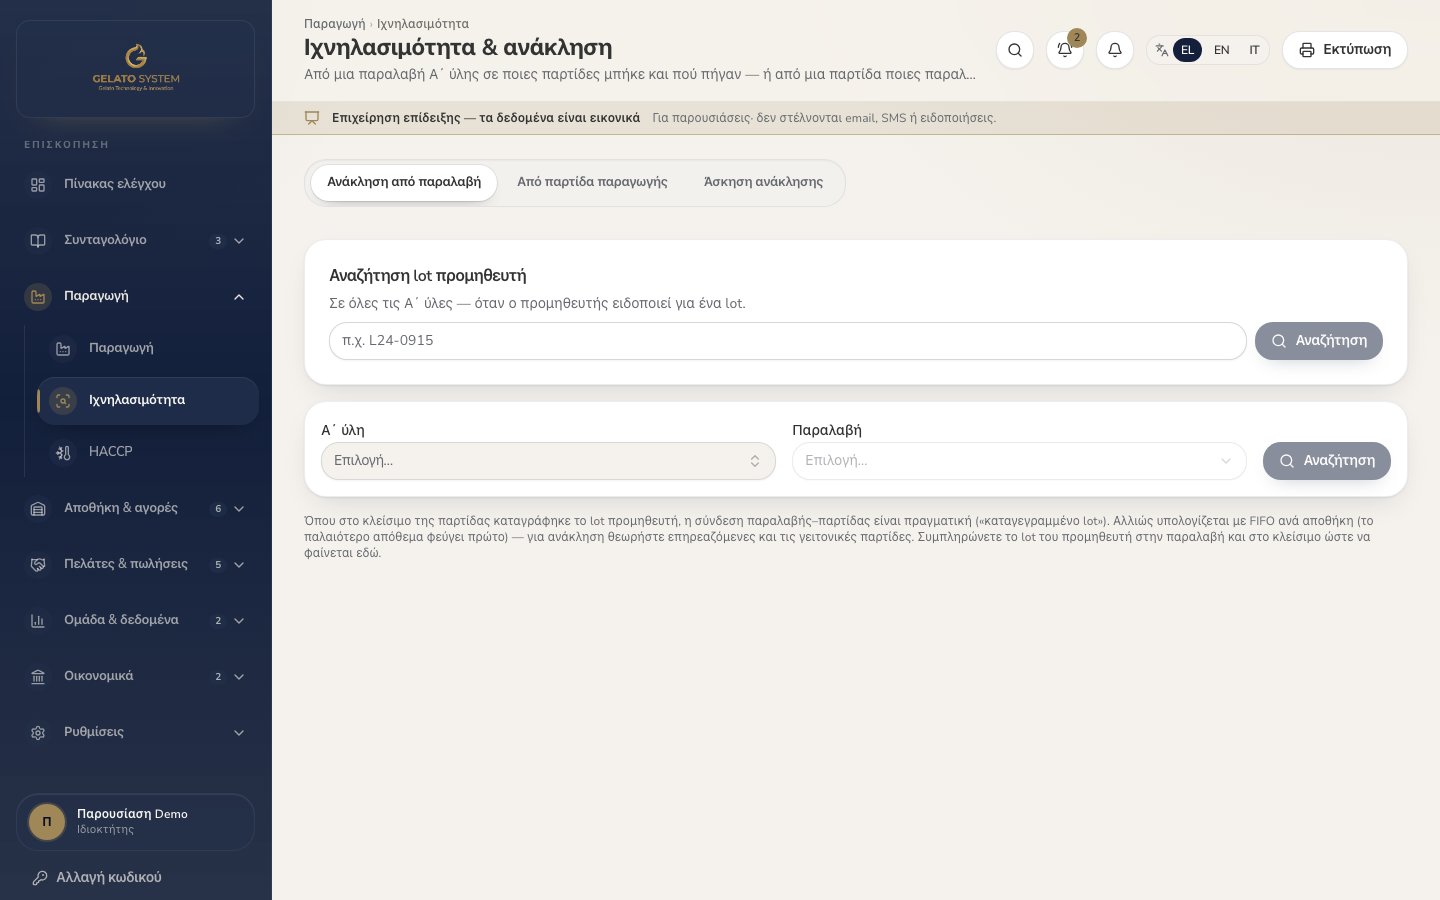 GELATO SYSTEM
Gelato Technology & Innovation
ΕΠΙΣΚΟΠΗΣΗ
Πίνακας ελέγχου
Συνταγολόγιο 3
Παραγωγή
Παραγωγή
Ιχνηλασιμότητα
HACCP
Αποθήκη & αγορές 6
Πελάτες & πωλήσεις 5
Ομάδα & δεδομένα 2
Οικονομικά 2
Ρυθμίσεις
Π
Παρουσίαση Demo
Ιδιοκτήτης
Αλλαγή κωδικού
Παραγωγή › Ιχνηλασιμότητα
Ιχνηλασιμότητα & ανάκληση
Από μια παραλαβή Α΄ ύλης σε ποιες παρτίδες μπήκε και πού πήγαν — ή από μια παρτίδα ποιες παραλ...
2
EL EN IT
Εκτύπωση
Επιχείρηση επίδειξης — τα δεδομένα είναι εικονικά Για παρουσιάσεις· δεν στέλνονται email, SMS ή ειδοποιήσεις.
Ανάκληση από παραλαβή Από παρτίδα παραγωγής Άσκηση ανάκλησης
Αναζήτηση lot προμηθευτή
Σε όλες τις Α΄ ύλες — όταν ο προμηθευτής ειδοποιεί για ένα lot.
π.χ. L24-0915 Αναζήτηση
Α΄ ύλη Παραλαβή
Επιλογή... Επιλογή... Αναζήτηση
Όπου στο κλείσιμο της παρτίδας καταγράφηκε το lot προμηθευτή, η σύνδεση παραλαβής–παρτίδας είναι πραγματική («καταγεγραμμένο lot»). Αλλιώς υπολογίζεται με FIFO ανά αποθήκη (το
παλαιότερο απόθεμα φεύγει πρώτο) — για ανάκληση θεωρήστε επηρεαζόμενες και τις γειτονικές παρτίδες. Συμπληρώνετε το lot του προμηθευτή στην παραλαβή και στο κλείσιμο ώστε να
φαίνεται εδώ.